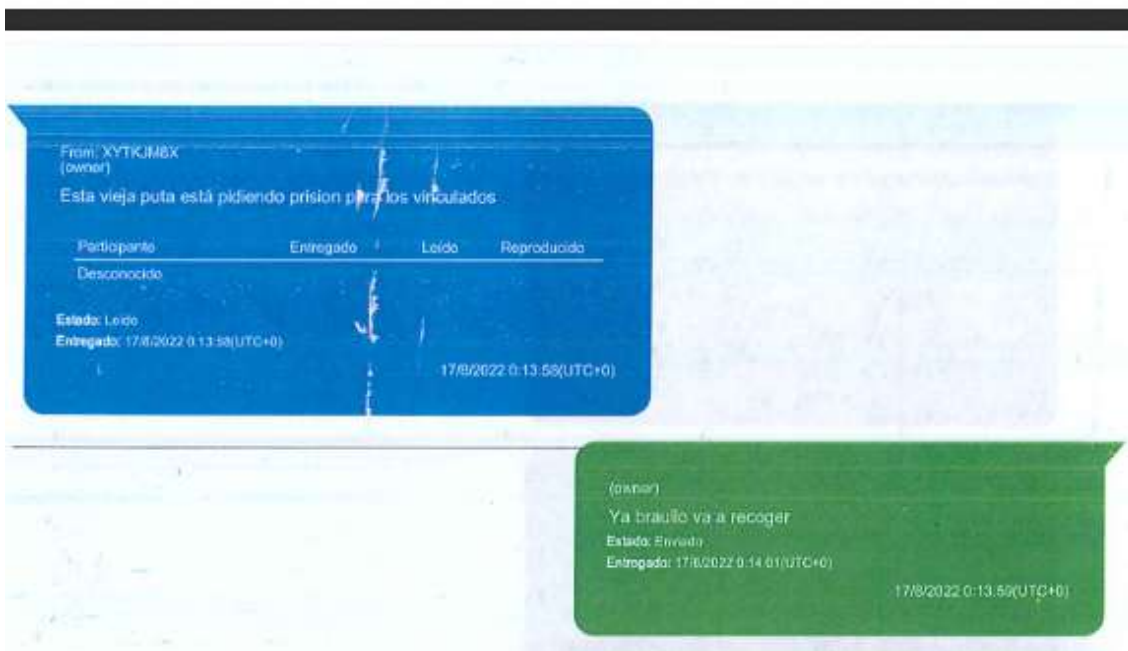 From: XYTKJM8X
(owner)
Esta vieja puta está pidiendo prision para los vinculados
Participante Entregado Leído Reproducido
Desconocido
Estado: Leído
Entregado: 17/8/2022 0:13:58(UTC+0)
17/8/2022 0:13:58(UTC+0)
(owner)
Ya braulio va a recoger
Estado: Enviado
Entregado: 17/8/2022 0:14:01(UTC+0)
17/8/2022 0:13:59(UTC+0)